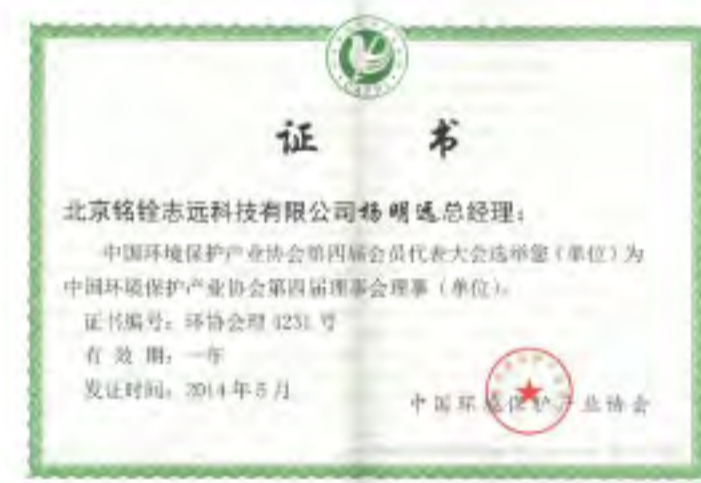 证 书
北京铭铨志远科技有限公司杨明远总经理:
中国环境保护产业协会第四届会员代表大会选举您(单位)为
中国环境保护产业协会第四届理事会理事(单位)。
证书编号:环协会理4231号
有 效 期:一年
发证时间:2014年5月
中国环境保护产业协会